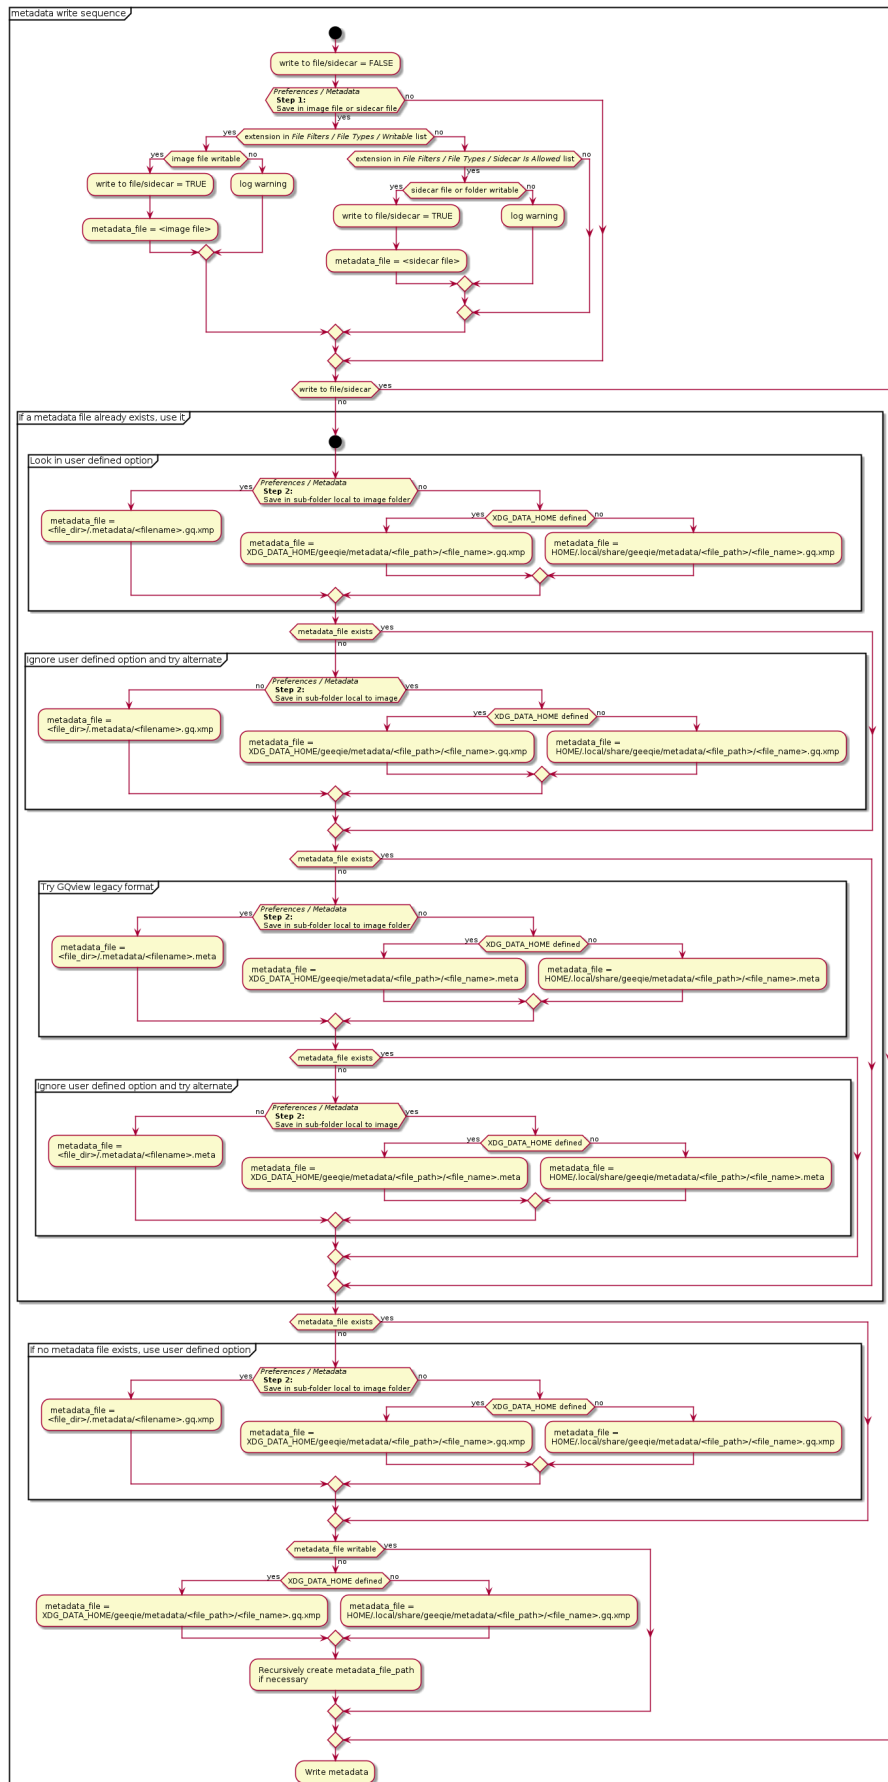 metadata write sequence
write to file/sidecar = FALSE
Preferences / Metadata
Step 1:
Save in image file or sidecar file
no
yes
yes
extension in File Filters / File Types / Writable list
no
yes
image file writable
no
extension in File Filters / File Types / Sidecar Is Allowed list
no
yes
write to file/sidecar = TRUE
log warning
yes
sidecar file or folder writable
no
metadata_file = <image file>
write to file/sidecar = TRUE
log warning
metadata_file = <sidecar file>
write to file/sidecar
yes
no
If a metadata file already exists, use it
Look in user defined option
yes
Preferences / Metadata
Step 2:
Save in sub-folder local to image folder
no
metadata_file =
<file_dir>/.metadata/<filename>.gq.xmp
yes
XDG_DATA_HOME defined
no
metadata_file =
XDG_DATA_HOME/geeqie/metadata/<file_path>/<file_name>.gq.xmp
metadata_file =
HOME/.local/share/geeqie/metadata/<file_path>/<file_name>.gq.xmp
metadata_file exists
yes
no
Ignore user defined option and try alternate
no
Preferences / Metadata
Step 2:
Save in sub-folder local to image
yes
metadata_file =
<file_dir>/.metadata/<filename>.gq.xmp
yes
XDG_DATA_HOME defined
no
metadata_file =
XDG_DATA_HOME/geeqie/metadata/<file_path>/<file_name>.gq.xmp
metadata_file =
HOME/.local/share/geeqie/metadata/<file_path>/<file_name>.gq.xmp
metadata_file exists
yes
no
Try GQview legacy format
yes
Preferences / Metadata
Step 2:
Save in sub-folder local to image folder
no
metadata_file =
<file_dir>/.metadata/<filename>.meta
yes
XDG_DATA_HOME defined
no
metadata_file =
XDG_DATA_HOME/geeqie/metadata/<file_path>/<file_name>.meta
metadata_file =
HOME/.local/share/geeqie/metadata/<file_path>/<file_name>.meta
metadata_file exists
yes
no
Ignore user defined option and try alternate
no
Preferences / Metadata
Step 2:
Save in sub-folder local to image
yes
metadata_file =
<file_dir>/.metadata/<filename>.meta
yes
XDG_DATA_HOME defined
no
metadata_file =
XDG_DATA_HOME/geeqie/metadata/<file_path>/<file_name>.meta
metadata_file =
HOME/.local/share/geeqie/metadata/<file_path>/<file_name>.meta
metadata_file exists
yes
no
If no metadata file exists, use user defined option
yes
Preferences / Metadata
Step 2:
Save in sub-folder local to image folder
no
metadata_file =
<file_dir>/.metadata/<filename>.gq.xmp
yes
XDG_DATA_HOME defined
no
metadata_file =
XDG_DATA_HOME/geeqie/metadata/<file_path>/<file_name>.gq.xmp
metadata_file =
HOME/.local/share/geeqie/metadata/<file_path>/<file_name>.gq.xmp
metadata_file writable
yes
no
yes
XDG_DATA_HOME defined
no
metadata_file =
XDG_DATA_HOME/geeqie/metadata/<file_path>/<file_name>.gq.xmp
metadata_file =
HOME/.local/share/geeqie/metadata/<file_path>/<file_name>.gq.xmp
Recursively create metadata_file_path
if necessary
Write metadata